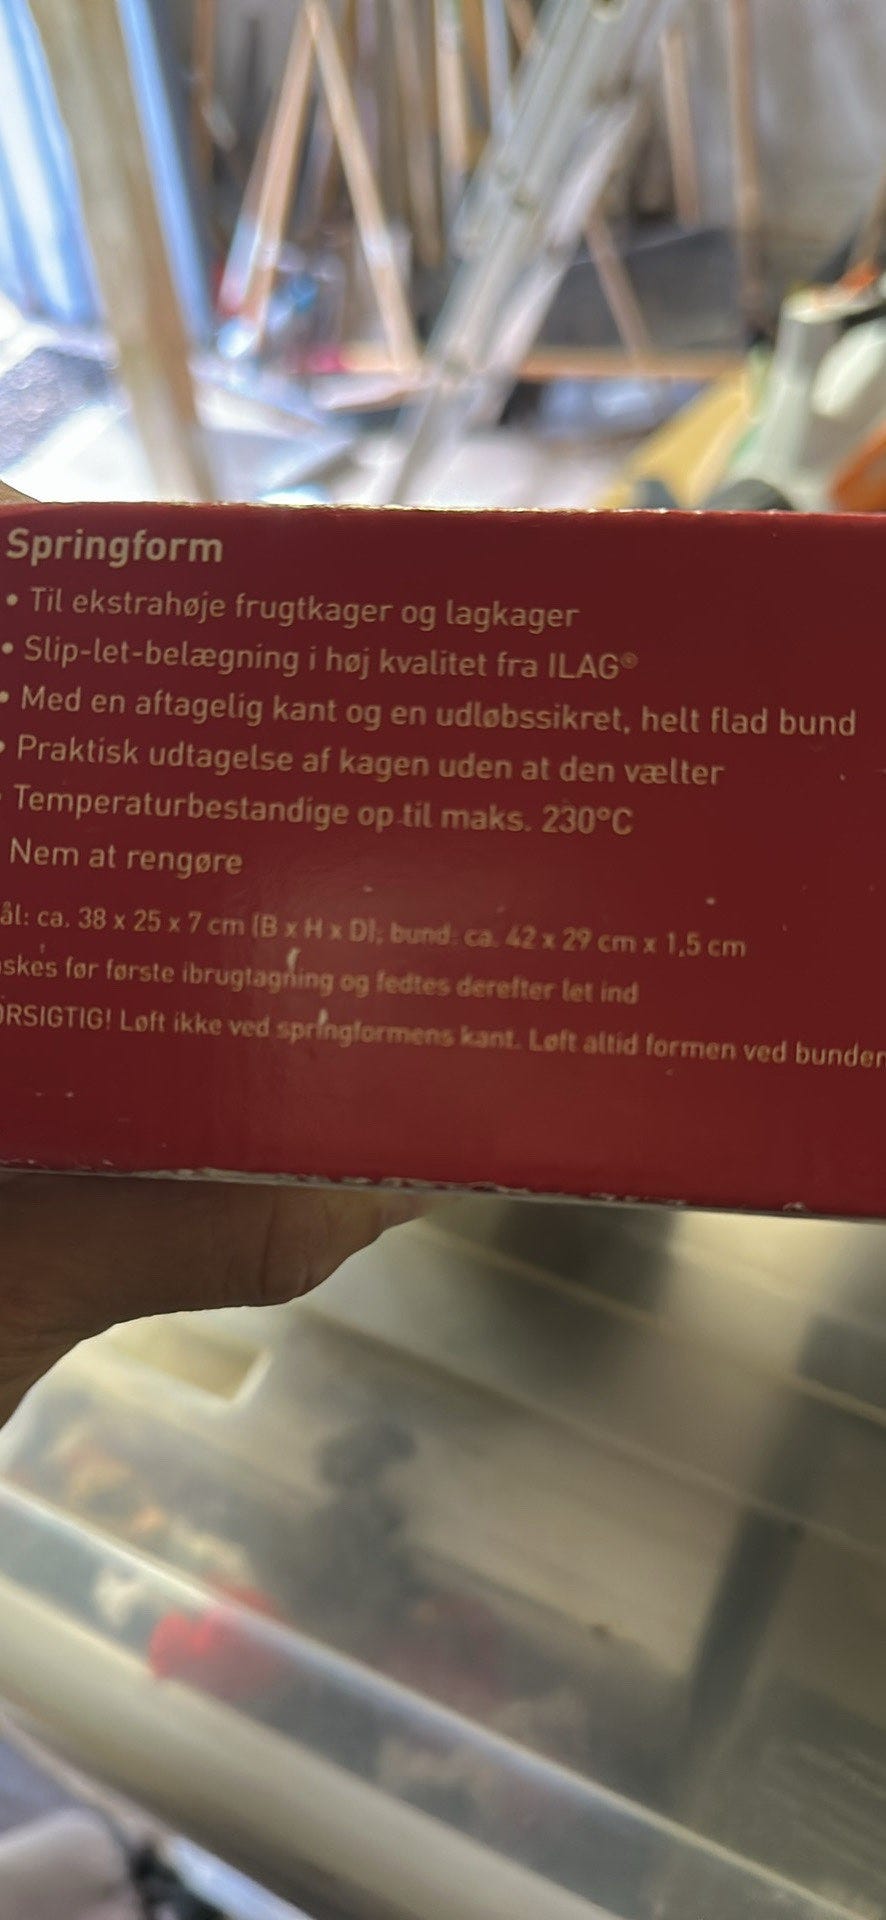 Springform
• Til ekstrahøje frugtkager og lagkager
• Slip-let-belægning i høj kvalitet fra ILAG®
• Med en aftagelig kant og en udløbssikret, helt flad bund
• Praktisk udtagelse af kagen uden at den vælter
Temperaturbestandige op til maks. 230°C
Nem at rengøre
ål: ca. 38 x 25 x 7 cm (B x H x D); bund: ca. 42 x 29 cm x 1,5 cm
skes før første ibrugtagning og fedtes derefter let ind
ORSIGTIG! Løft ikke ved springformens kant. Løft altid formen ved bunden